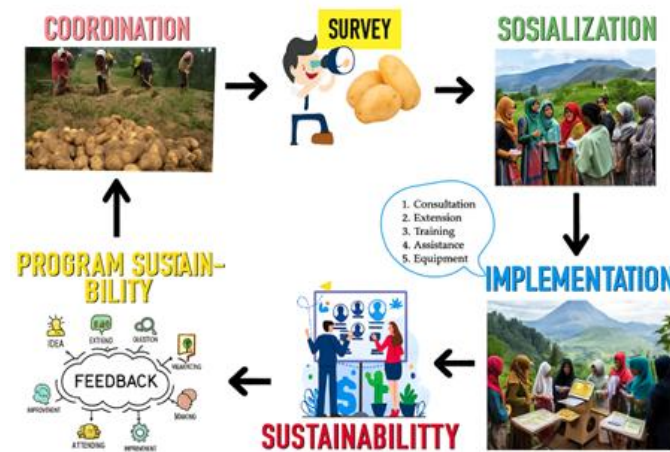 COORDINATION
SURVEY
SOSIALIZATION
1. Consultation
2. Extension
3. Training
4. Assistance
5. Equipment
IMPLEMENTATION
SUSTAINABILITTY
PROGRAM SUSTAIN-
BILITY
IDEA
EXTEND
QUESTION
FEEDBACK
IMPROVEMENT
ATTENDING
IMPROVEMENT